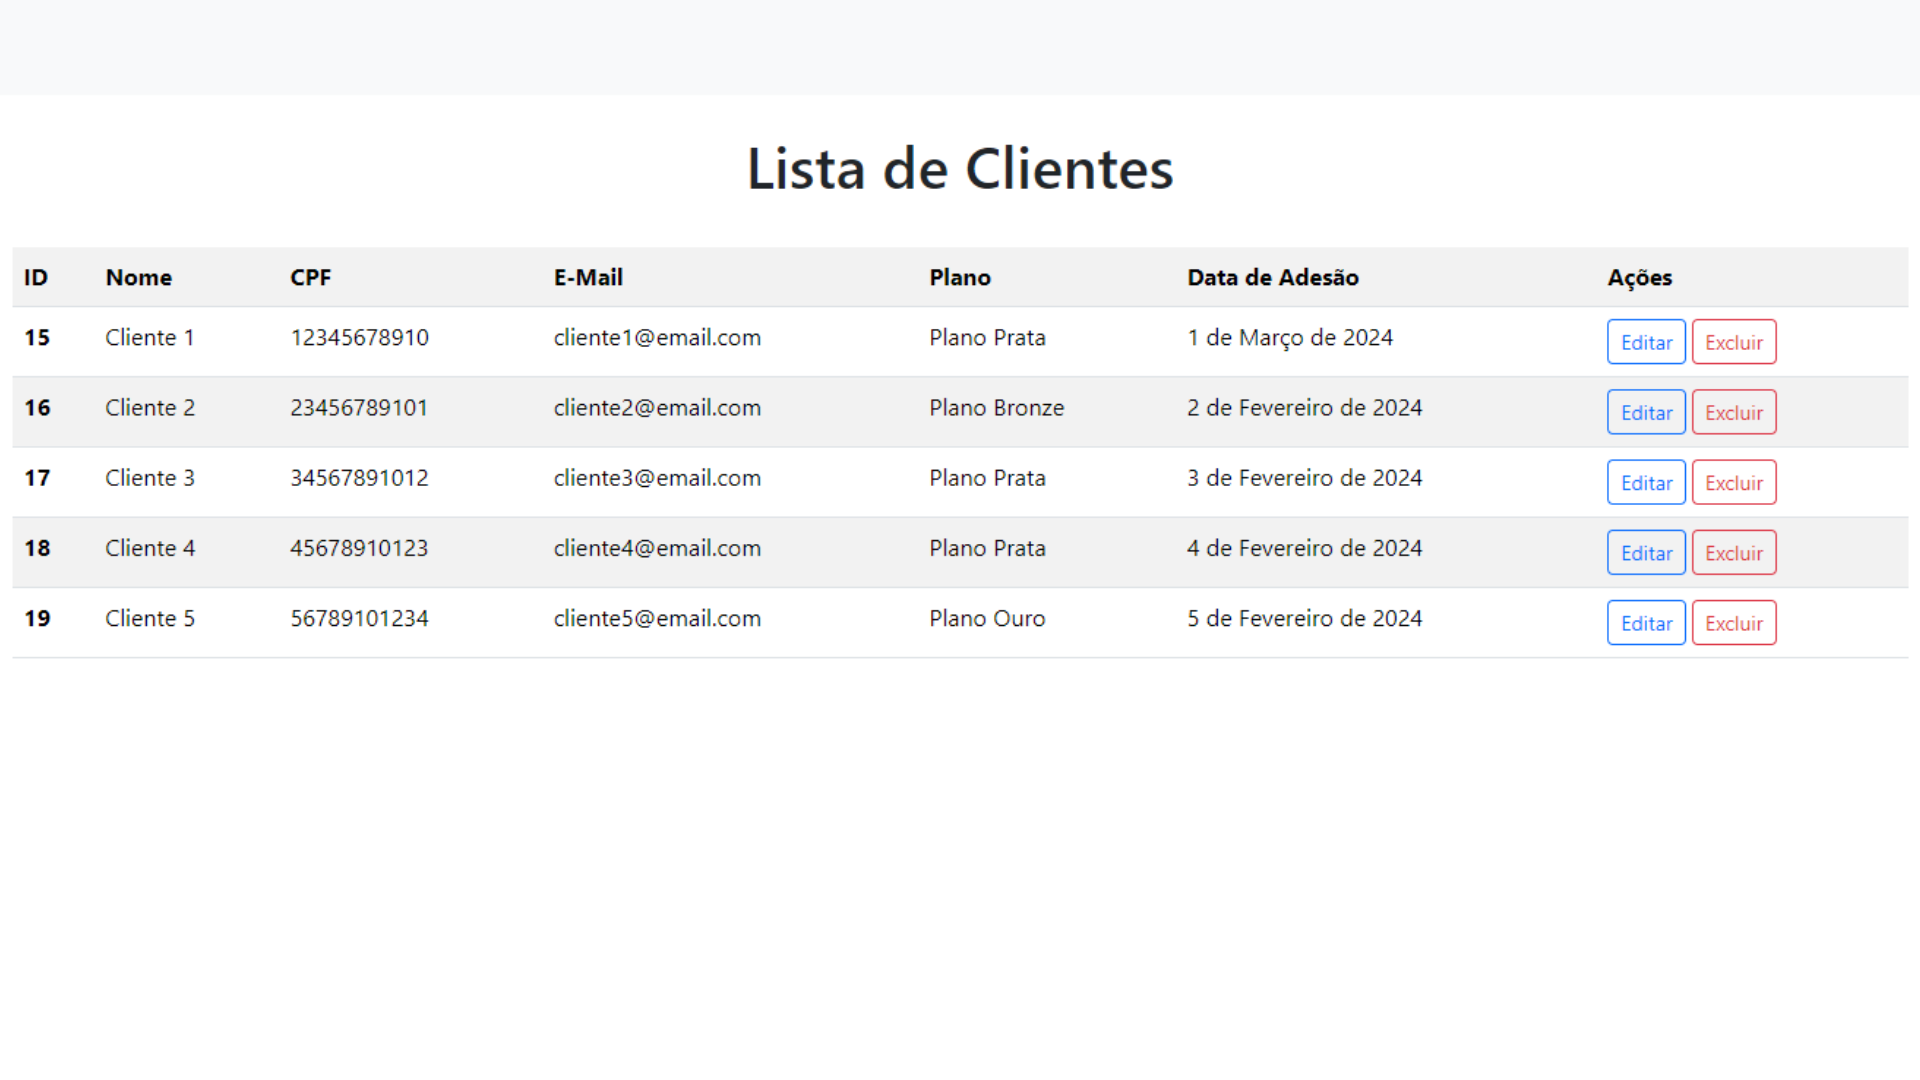 Lista de Clientes
ID Nome CPF E-Mail Plano Data de Adesão Ações
15 Cliente 1 12345678910 cliente1@email.com Plano Prata 1 de Março de 2024 Editar Excluir
16 Cliente 2 23456789101 cliente2@email.com Plano Bronze 2 de Fevereiro de 2024 Editar Excluir
17 Cliente 3 34567891012 cliente3@email.com Plano Prata 3 de Fevereiro de 2024 Editar Excluir
18 Cliente 4 45678910123 cliente4@email.com Plano Prata 4 de Fevereiro de 2024 Editar Excluir
19 Cliente 5 56789101234 cliente5@email.com Plano Ouro 5 de Fevereiro de 2024 Editar Excluir